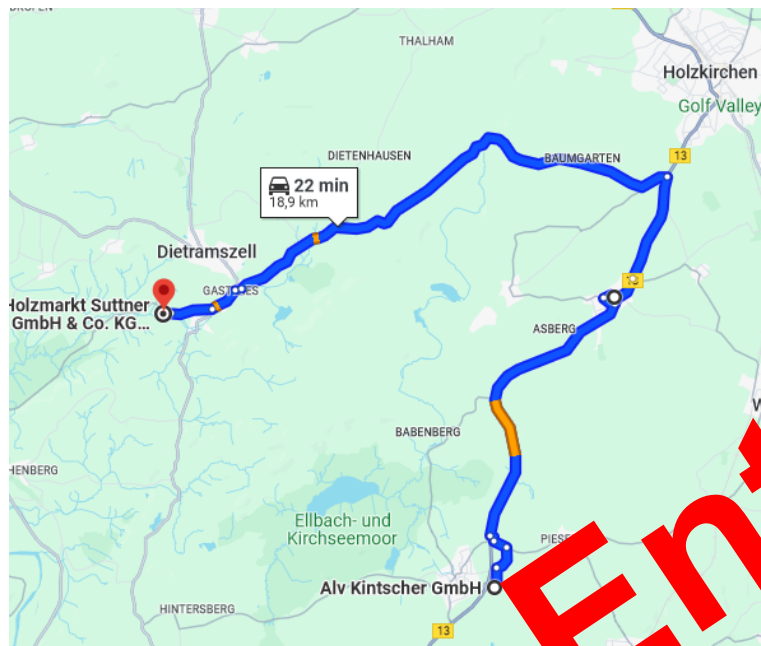 THALHAM
Holzkirchen
Golf Valley
DIETENHAUSEN
BAUMGARTEN
13
22 min
18,9 km
Dietramszell
GASTEIES
Holzmarkt Suttner
GmbH & Co. KG...
13
ASBERG
BABENBERG
W
HENBERG
Ellbach- und
Kirchseemoor
PIESE
Alv Kintscher GmbH
HINTERSBERG
13
Ent